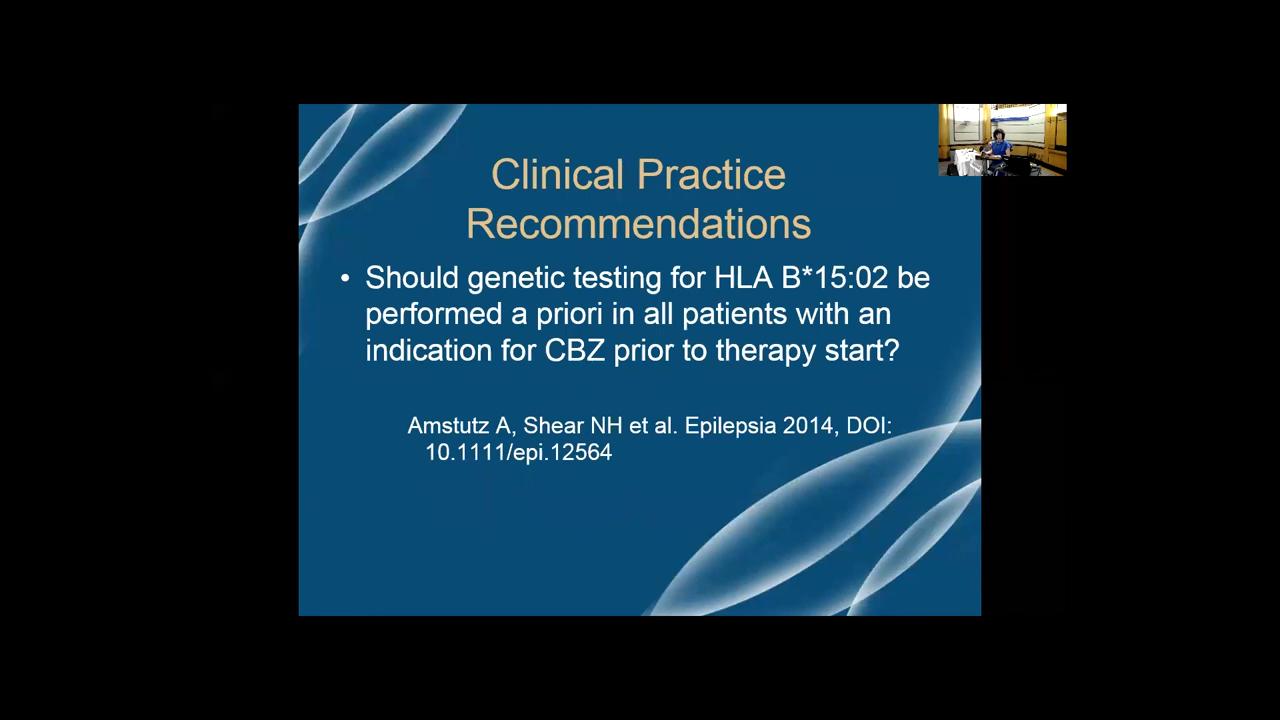 Clinical Practice
Recommendations
• Should genetic testing for HLA B*15:02 be
performed a priori in all patients with an
indication for CBZ prior to therapy start?
Amstutz A, Shear NH et al. Epilepsia 2014, DOI:
10.1111/epi.12564